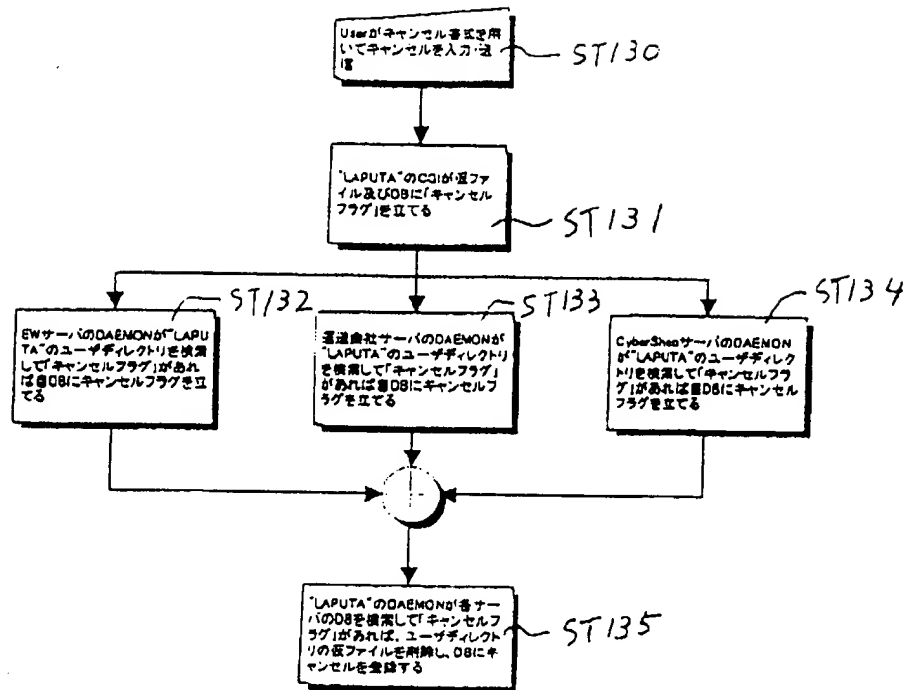 Userがキャンセル書式を用
いてキャンセルを入力・送
信
ST130
"LAPUTA"のCGIが仮ファ
イル及びDBに「キャンセル
フラグ」を立てる
ST131
ST132
EWサーバのDAEMONが"LAPU
TA"のユーザディレクトリを検索
して「キャンセルフラグ」があれ
ば自DBにキャンセルフラグを立
てる
ST133
運送会社サーバのDAEMONが
"LAPUTA"のユーザディレクトリ
を検索して「キャンセルフラグ」
があれば自DBにキャンセルフ
ラグを立てる
ST134
CyberShopサーバのDAEMON
が"LAPUTA"のユーザディレク
トリを検索して「キャンセルフラ
グ」があれば自DBにキャンセル
フラグを立てる
"LAPUTA"のDAEMONが各サー
バのDBを検索して「キャンセルフ
ラグ」があれば、ユーザディレクト
リの仮ファイルを削除し、DBにキ
ャンセルを登録する
ST135